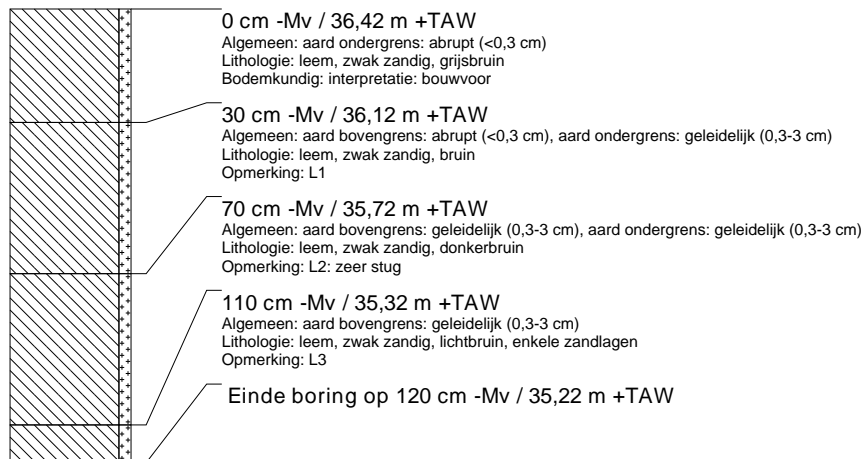 0 cm -Mv / 36,42 m +TAW
Algemeen: aard ondergrens: abrupt (<0,3 cm)
Lithologie: leem, zwak zandig, grijsbruin
Bodemkundig: interpretatie: bouwvoor
30 cm -Mv / 36,12 m +TAW
Algemeen: aard bovengrens: abrupt (<0,3 cm), aard ondergrens: geleidelijk (0,3-3 cm)
Lithologie: leem, zwak zandig, bruin
Opmerking: L1
70 cm -Mv / 35,72 m +TAW
Algemeen: aard bovengrens: geleidelijk (0,3-3 cm), aard ondergrens: geleidelijk (0,3-3 cm)
Lithologie: leem, zwak zandig, donkerbruin
Opmerking: L2: zeer stug
110 cm -Mv / 35,32 m +TAW
Algemeen: aard bovengrens: geleidelijk (0,3-3 cm)
Lithologie: leem, zwak zandig, lichtbruin, enkele zandlagen
Opmerking: L3
Einde boring op 120 cm -Mv / 35,22 m +TAW